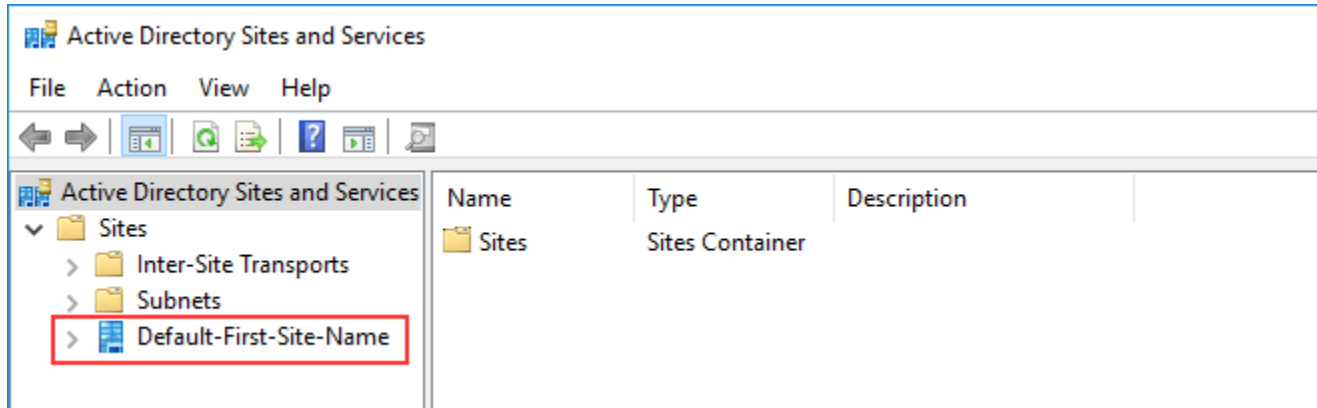 Active Directory Sites and Services
File Action View Help
Active Directory Sites and Services
Sites
Inter-Site Transports
Subnets
Default-First-Site-Name
Name Type Description
Sites Sites Container